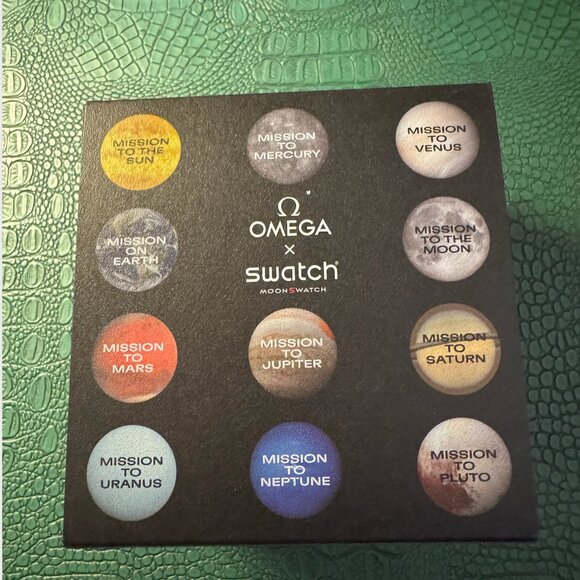 MISSION
TO THE
SUN
MISSION
TO
MERCURY
MISSION
TO
VENUS
MISSION
ON
EARTH
Ω
OMEGA
×
swatch®
MOONSWATCH
MISSION
TO THE
MOON
MISSION
TO
MARS
MISSION
TO
JUPITER
MISSION
TO
SATURN
MISSION
TO
URANUS
MISSION
TO
NEPTUNE
MISSION
TO
PLUTO